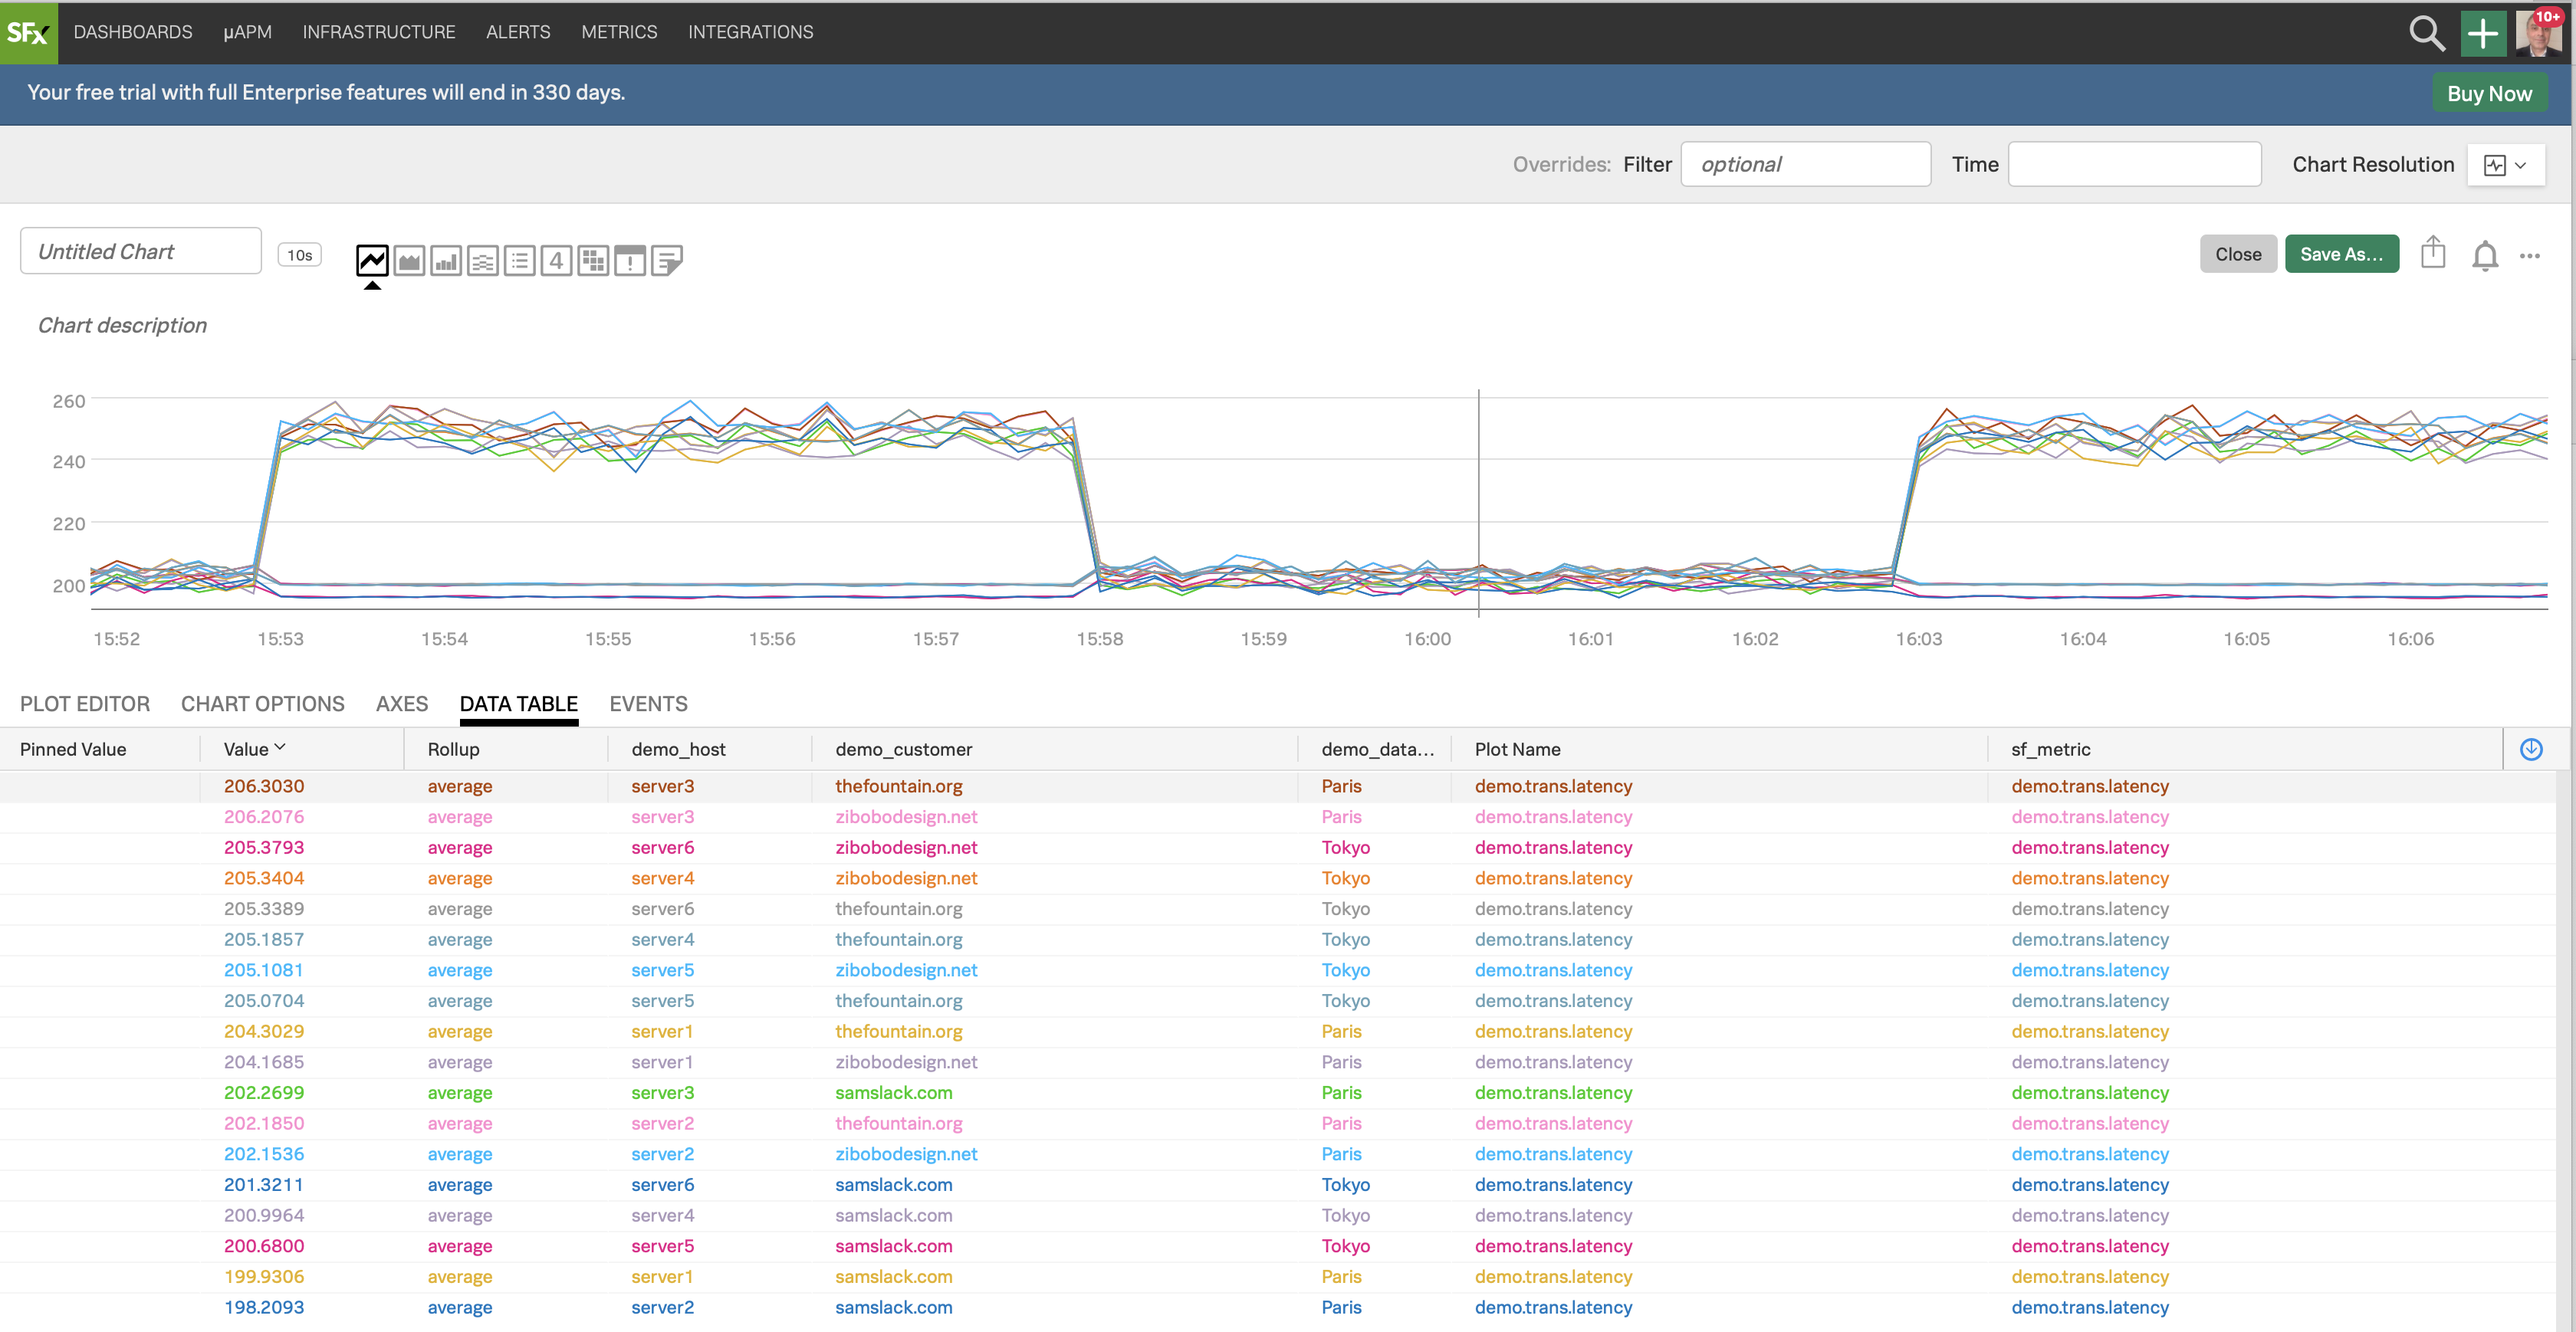 SFx DASHBOARDS µAPM INFRASTRUCTURE ALERTS METRICS INTEGRATIONS 10+
Your free trial with full Enterprise features will end in 330 days. Buy Now
Overrides: Filter optional Time Chart Resolution
Untitled Chart 10s 4 Close Save As...
Chart description
260
240
220
200
15:52 15:53 15:54 15:55 15:56 15:57 15:58 15:59 16:00 16:01 16:02 16:03 16:04 16:05 16:06
PLOT EDITOR CHART OPTIONS AXES DATA TABLE EVENTS
Pinned Value Value Rollup demo_host demo_customer demo_data... Plot Name sf_metric
206.3030 average server3 thefountain.org Paris demo.trans.latency demo.trans.latency
206.2076 average server3 zibobodesign.net Paris demo.trans.latency demo.trans.latency
205.3793 average server6 zibobodesign.net Tokyo demo.trans.latency demo.trans.latency
205.3404 average server4 zibobodesign.net Tokyo demo.trans.latency demo.trans.latency
205.3389 average server6 thefountain.org Tokyo demo.trans.latency demo.trans.latency
205.1857 average server4 thefountain.org Tokyo demo.trans.latency demo.trans.latency
205.1081 average server5 zibobodesign.net Tokyo demo.trans.latency demo.trans.latency
205.0704 average server5 thefountain.org Tokyo demo.trans.latency demo.trans.latency
204.3029 average server1 thefountain.org Paris demo.trans.latency demo.trans.latency
204.1685 average server1 zibobodesign.net Paris demo.trans.latency demo.trans.latency
202.2699 average server3 samslack.com Paris demo.trans.latency demo.trans.latency
202.1850 average server2 thefountain.org Paris demo.trans.latency demo.trans.latency
202.1536 average server2 zibobodesign.net Paris demo.trans.latency demo.trans.latency
201.3211 average server6 samslack.com Tokyo demo.trans.latency demo.trans.latency
200.9964 average server4 samslack.com Tokyo demo.trans.latency demo.trans.latency
200.6800 average server5 samslack.com Tokyo demo.trans.latency demo.trans.latency
199.9306 average server1 samslack.com Paris demo.trans.latency demo.trans.latency
198.2093 average server2 samslack.com Paris demo.trans.latency demo.trans.latency